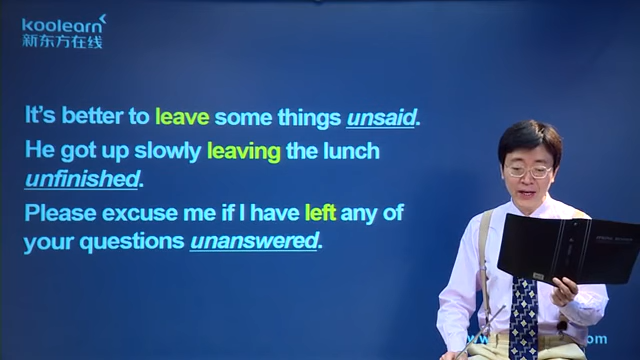 koolearn
新东方在线
It's better to leave some things unsaid.
He got up slowly leaving the lunch
unfinished.
Please excuse me if I have left any of
your questions unanswered.